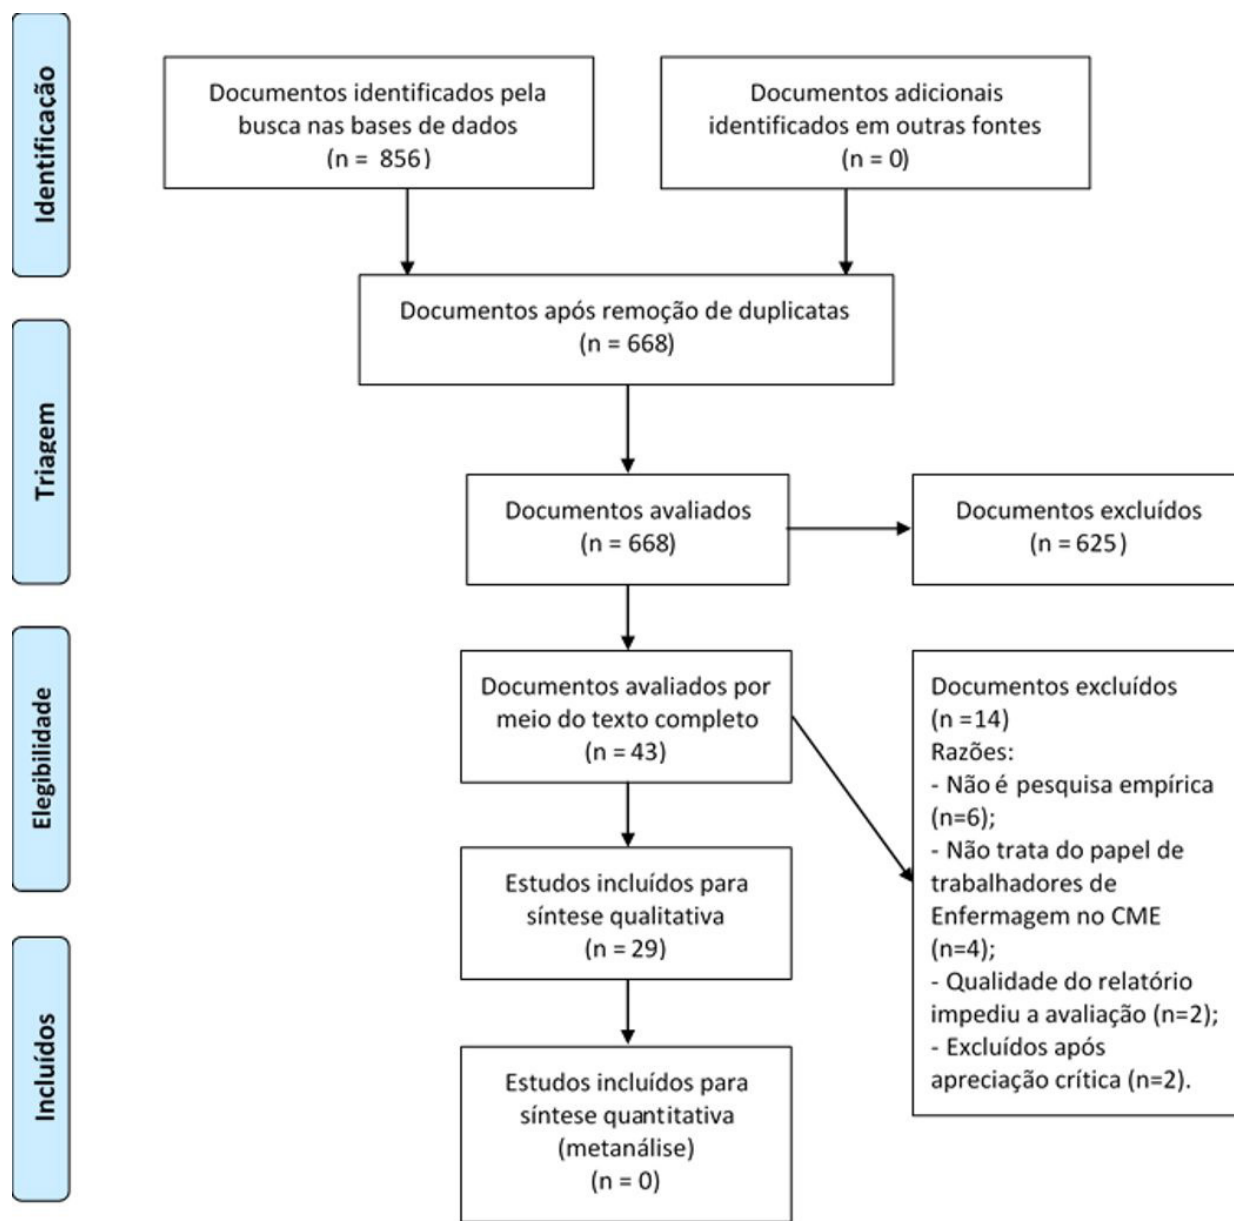 Identificação
Documentos identificados pela
busca nas bases de dados
(n = 856)
Documentos adicionais
identificados em outras fontes
(n = 0)
Documentos após remoção de duplicatas
(n = 668)
Triagem
Documentos avaliados
(n = 668)
Documentos excluídos
(n = 625)
Elegibilidade
Documentos avaliados por
meio do texto completo
(n = 43)
Documentos excluídos
(n =14)
Razões:
- Não é pesquisa empírica
(n=6);
- Não trata do papel de
trabalhadores de
Enfermagem no CME
(n=4);
- Qualidade do relatório
impediu a avaliação (n=2);
- Excluídos após
apreciação crítica (n=2).
Estudos incluídos para
síntese qualitativa
(n = 29)
Incluídos
Estudos incluídos para
síntese quantitativa
(metanálise)
(n = 0)